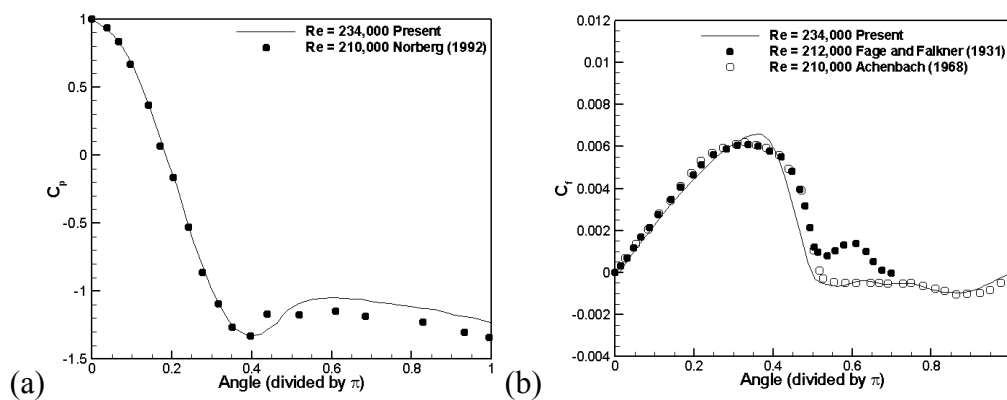 Re = 234,000 Present
Re = 210,000 Norberg (1992)
1
0.5
0
-0.5
-1
-1.5
Cp
0
0.2
0.4
0.6
0.8
1
Angle (divided by π)
(a)
Re = 234,000 Present
Re = 212,000 Fage and Falkner (1931)
Re = 210,000 Achenbach (1968)
0.012
0.01
0.008
0.006
0.004
0.002
0
-0.002
-0.004
Cf
0
0.2
0.4
0.6
0.8
Angle (divided by π)
(b)